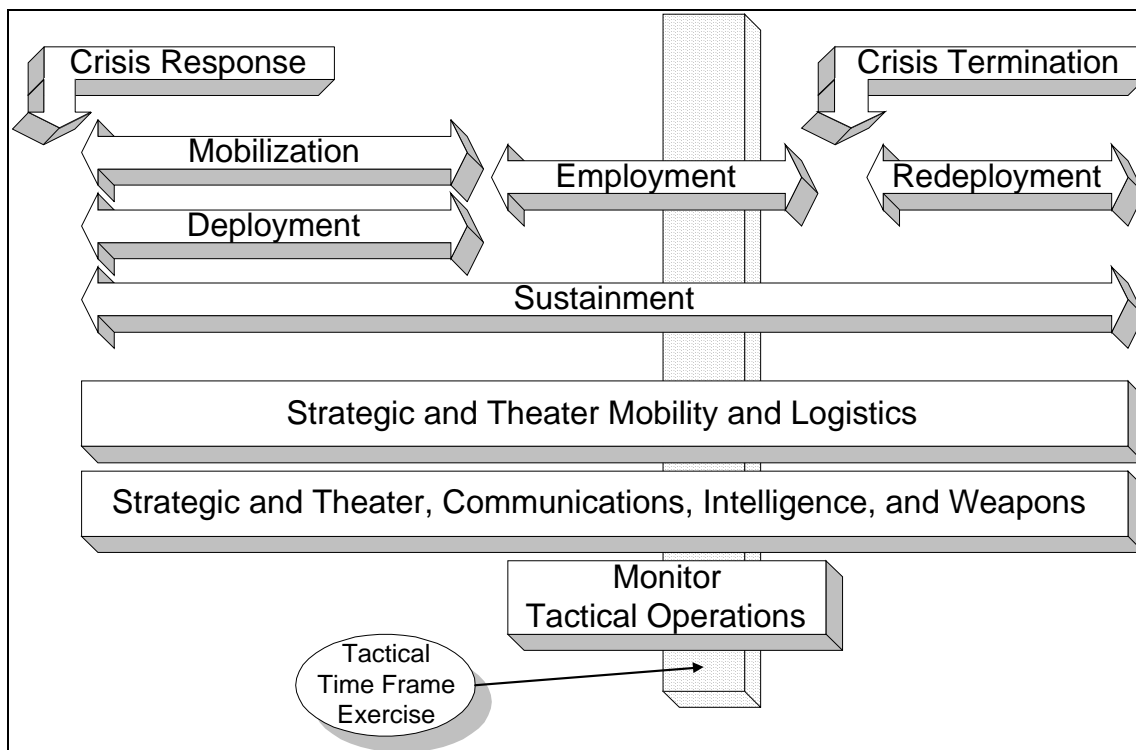 Crisis Response
Crisis Termination
Mobilization
Employment
Redeployment
Deployment
Sustainment
Strategic and Theater Mobility and Logistics
Strategic and Theater, Communications, Intelligence, and Weapons
Monitor
Tactical Operations
Tactical
Time Frame
Exercise